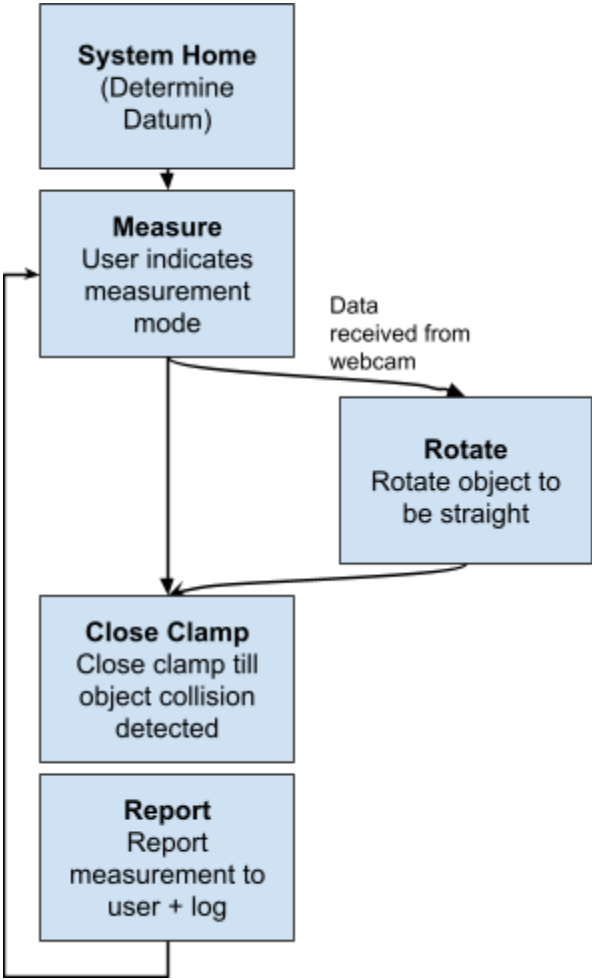 System Home
(Determine
Datum)
Measure
User indicates
measurement
mode
Data
received from
webcam
Rotate
Rotate object to
be straight
Close Clamp
Close clamp till
object collision
detected
Report
Report
measurement to
user + log